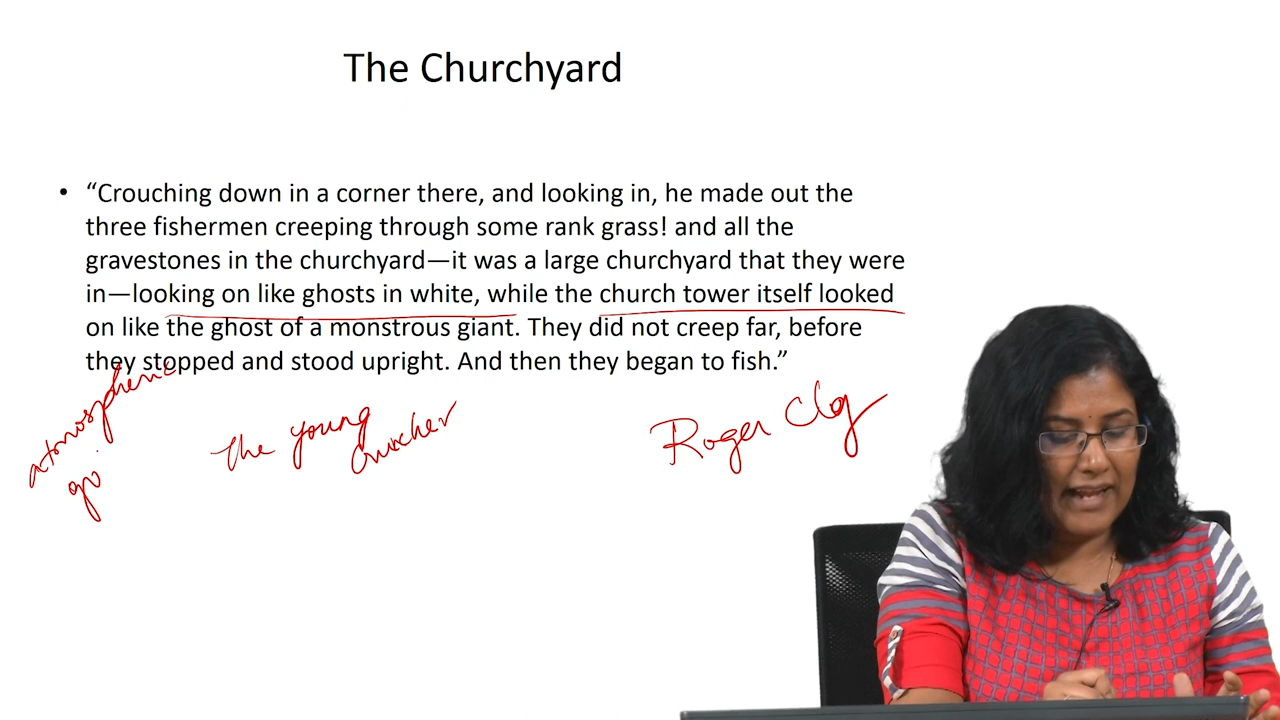 The Churchyard
• “Crouching down in a corner there, and looking in, he made out the
three fishermen creeping through some rank grass! and all the
gravestones in the churchyard—it was a large churchyard that they were
in—looking on like ghosts in white, while the church tower itself looked
on like the ghost of a monstrous giant. They did not creep far, before
they stopped and stood upright. And then they began to fish.”
atmospheric
The young
Cruncher
Roger Cly